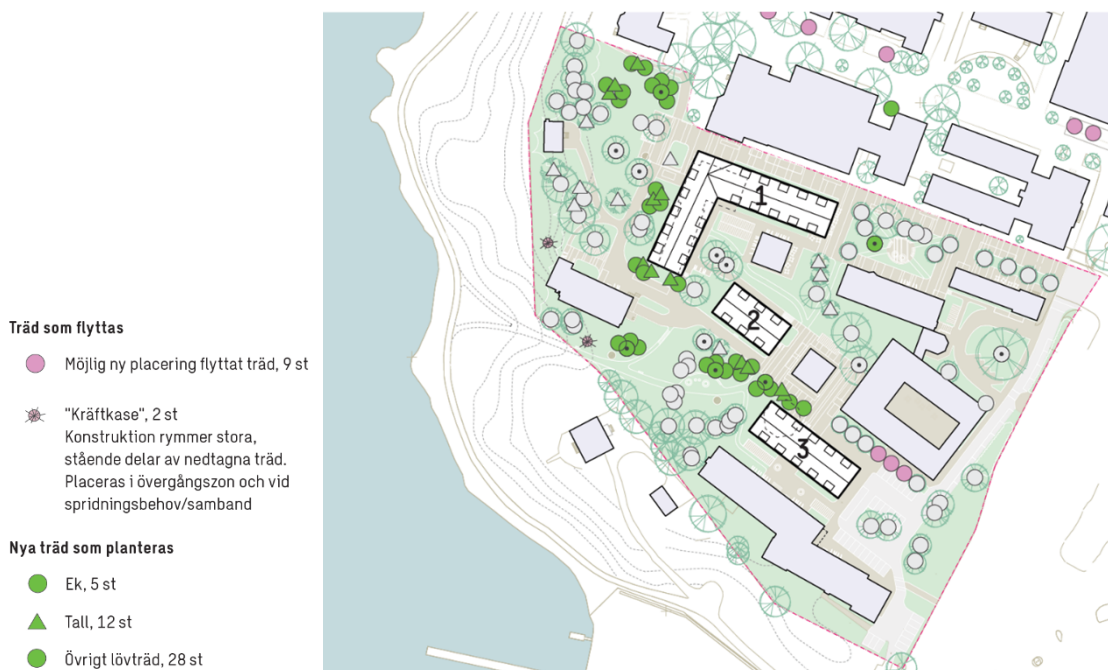 Träd som flyttas
Möjlig ny placering flyttat träd, 9 st
"Kräftkase", 2 st
Konstruktion rymmer stora,
stående delar av nedtagna träd.
Placeras i övergångszon och vid
spridningsbehov/samband
Nya träd som planteras
Ek, 5 st
Tall, 12 st
Övrigt lövträd, 28 st
1
2
3